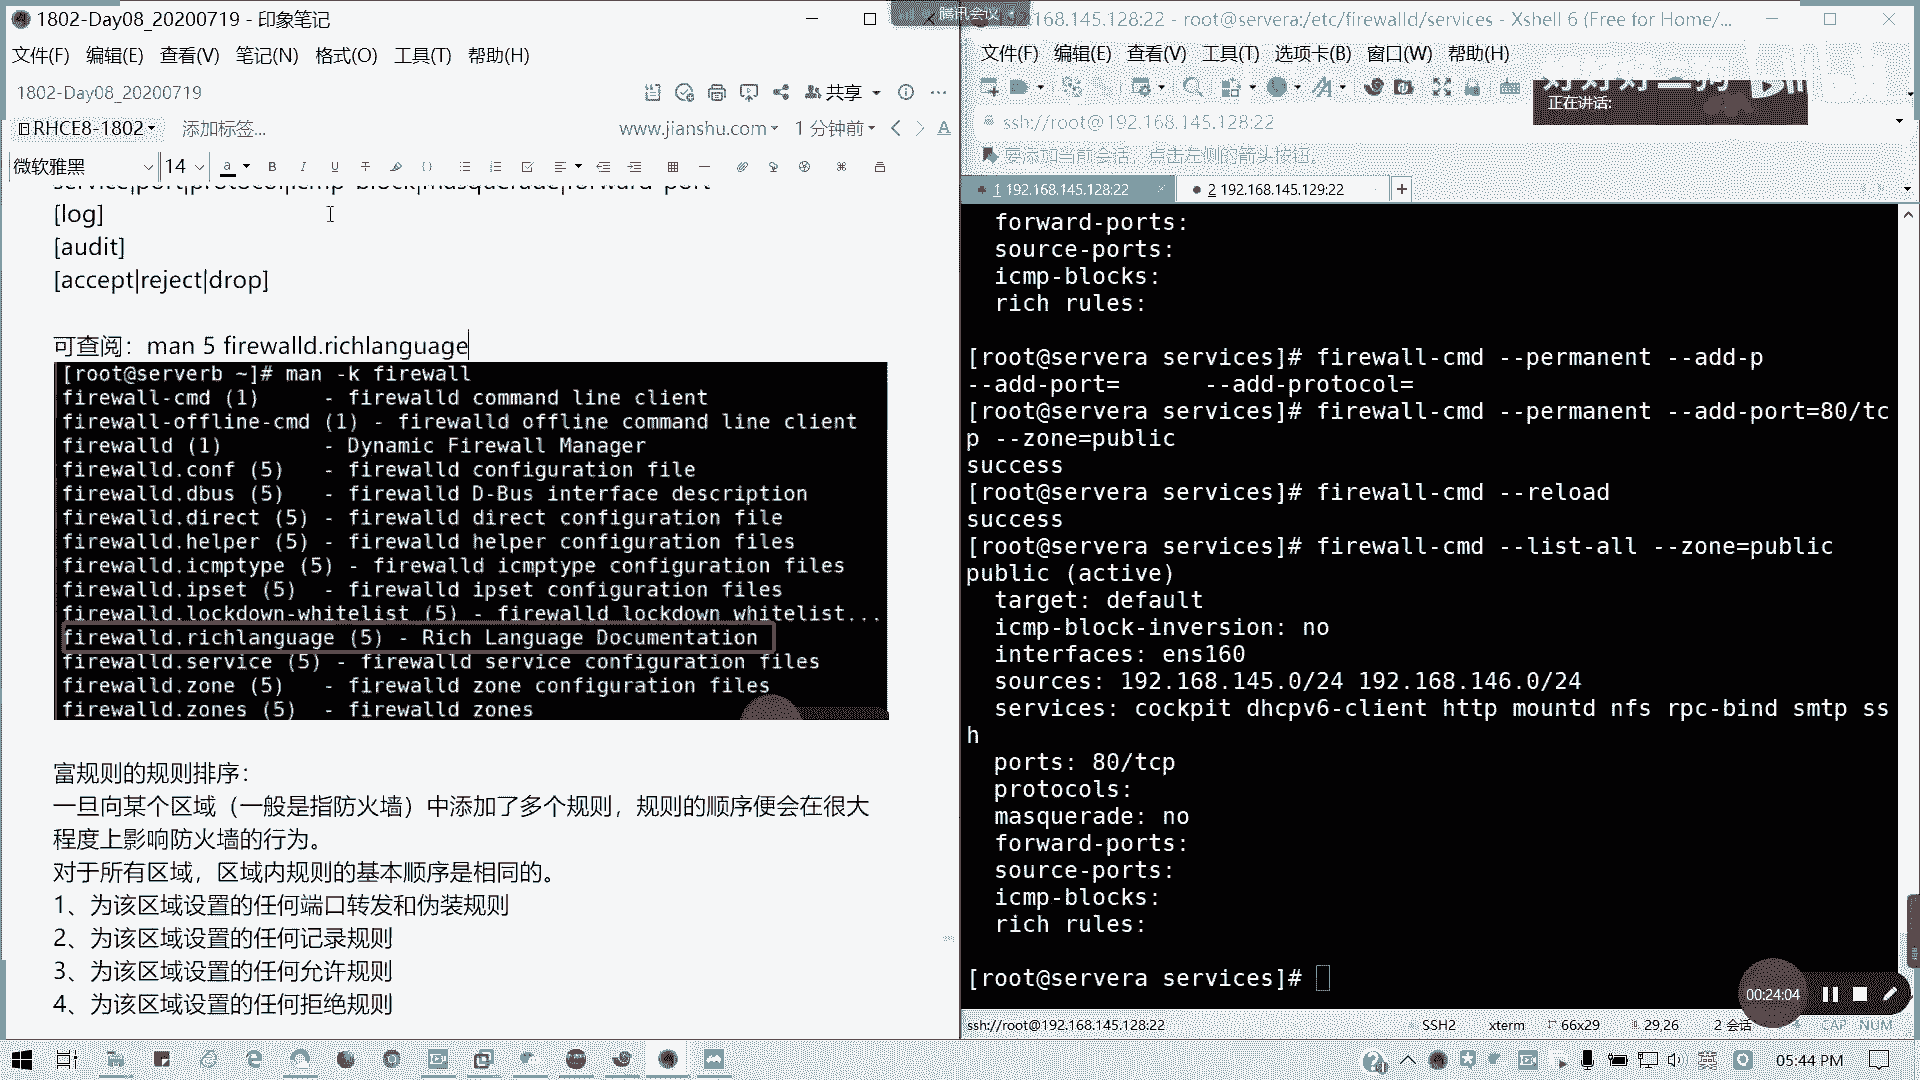 1802-Day08_20200719 - 印象笔记
文件(F) 编辑(E) 查看(V) 笔记(N) 格式(O) 工具(T) 帮助(H)
1802-Day08_20200719
共享
RHCE8-1802
添加标签...
www.jianshu.com
1 分钟前
微软雅黑
14
service|port|protocol|icmp-block|masquerade|forward-port
[log]
[audit]
[accept|reject|drop]
可查阅：man 5 firewalld.richlanguage
[root@serverb ~]# man -k firewall
firewall-cmd (1)     - firewalld command line client
firewall-offline-cmd (1) - firewalld offline command line client
firewalld (1)        - Dynamic Firewall Manager
firewalld.conf (5)   - firewalld configuration file
firewalld.dbus (5)   - firewalld D-Bus interface description
firewalld.direct (5) - firewalld direct configuration file
firewalld.helper (5) - firewalld helper configuration files
firewalld.icmptype (5) - firewalld icmptype configuration files
firewalld.ipset (5)  - firewalld ipset configuration files
firewalld.lockdown-whitelist (5) - firewalld lockdown whitelist...
firewalld.richlanguage (5) - Rich Language Documentation
firewalld.service (5) - firewalld service configuration files
firewalld.zone (5)   - firewalld zone configuration files
firewalld.zones (5)  - firewalld zones
富规则的规则排序：
一旦向某个区域（一般是指防火墙）中添加了多个规则，规则的顺序便会在很大
程度上影响防火墙的行为。
对于所有区域，区域内规则的基本顺序是相同的。
1、为该区域设置的任何端口转发和伪装规则
2、为该区域设置的任何记录规则
3、为该区域设置的任何允许规则
4、为该区域设置的任何拒绝规则
腾讯会议
168.145.128:22 - root@servera:/etc/firewalld/services - Xshell 6 (Free for Home/...
文件(F) 编辑(E) 查看(V) 工具(T) 选项卡(B) 窗口(W) 帮助(H)
正在讲话:
ssh://root@192.168.145.128:22
要添加当前会话，点击左侧的箭头按钮。
1 192.168.145.128:22
2 192.168.145.129:22
forward-ports:
source-ports:
icmp-blocks:
rich rules:
[root@servera services]# firewall-cmd --permanent --add-p
--add-port=      --add-protocol=
[root@servera services]# firewall-cmd --permanent --add-port=80/tc
p --zone=public
success
[root@servera services]# firewall-cmd --reload
success
[root@servera services]# firewall-cmd --list-all --zone=public
public (active)
target: default
icmp-block-inversion: no
interfaces: ens160
sources: 192.168.145.0/24 192.168.146.0/24
services: cockpit dhcpv6-client http mountd nfs rpc-bind smtp ss
h
ports: 80/tcp
protocols:
masquerade: no
forward-ports:
source-ports:
icmp-blocks:
rich rules:
[root@servera services]#
00:24:04
ssh://root@192.168.145.128:22
SSH2
xterm
66x29
29,26
2 会话
CAP
NUM
英
05:44 PM